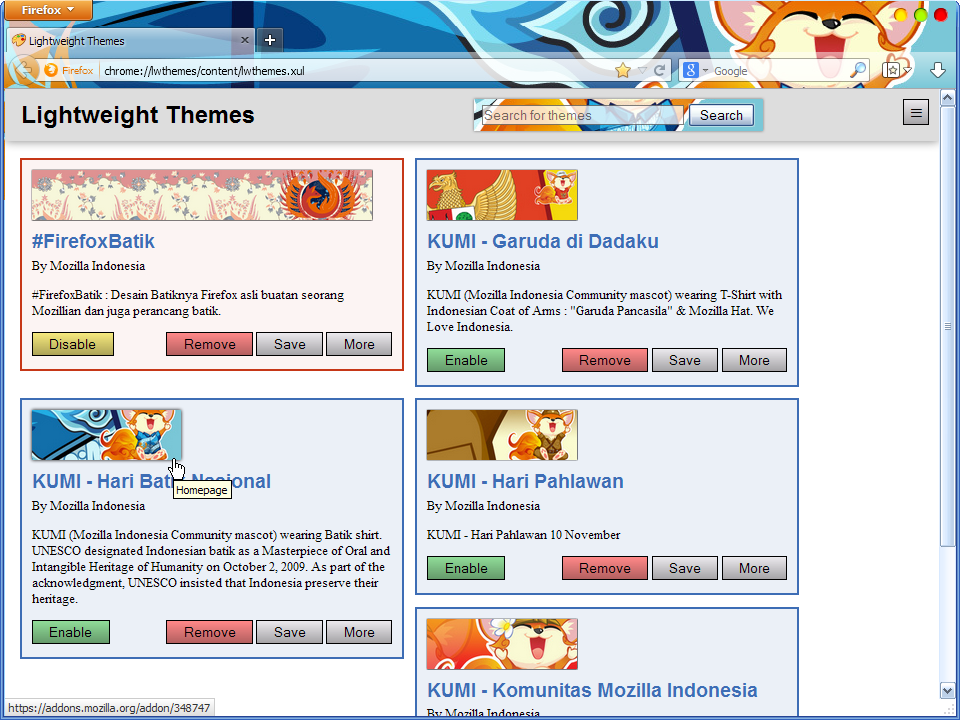 Firefox
Lightweight Themes
Firefox
chrome://lwthemes/content/lwthemes.xul
Google
Lightweight Themes
Search for themes
Search
#FirefoxBatik
By Mozilla Indonesia
#FirefoxBatik : Desain Batiknya Firefox asli buatan seorang
Mozillian dan juga perancang batik.
Disable
Remove
Save
More
KUMI - Garuda di Dadaku
By Mozilla Indonesia
KUMI (Mozilla Indonesia Community mascot) wearing T-Shirt with
Indonesian Coat of Arms : "Garuda Pancasila" & Mozilla Hat. We
Love Indonesia.
Enable
Remove
Save
More
KUMI - Hari Batik Nasional
Homepage
By Mozilla Indonesia
KUMI (Mozilla Indonesia Community mascot) wearing Batik shirt.
UNESCO designated Indonesian batik as a Masterpiece of Oral and
Intangible Heritage of Humanity on October 2, 2009. As part of the
acknowledgment, UNESCO insisted that Indonesia preserve their
heritage.
Enable
Remove
Save
More
KUMI - Hari Pahlawan
By Mozilla Indonesia
KUMI - Hari Pahlawan 10 November
Enable
Remove
Save
More
KUMI - Komunitas Mozilla Indonesia
By Mozilla Indonesia
https://addons.mozilla.org/addon/348747